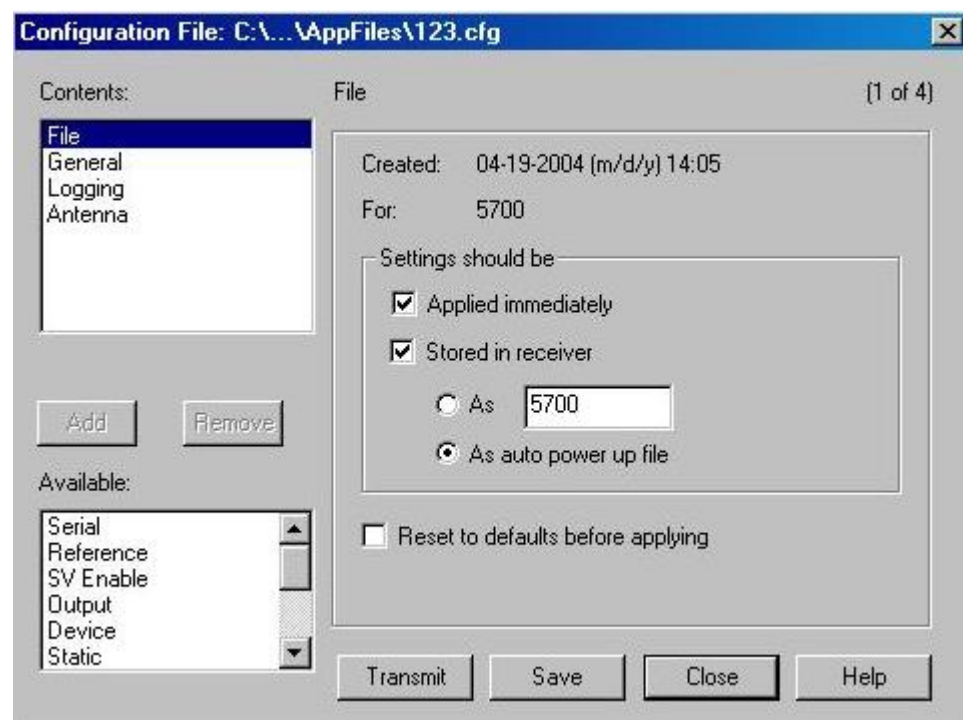 Configuration File: C:\...\AppFiles\123.cfg
Contents:
File
General
Logging
Antenna
Add
Remove
Available:
Serial
Reference
SV Enable
Output
Device
Static
File
(1 of 4)
Created: 04-19-2004 (m/d/y) 14:05
For: 5700
Settings should be
Applied immediately
Stored in receiver
As 5700
As auto power up file
Reset to defaults before applying
Transmit
Save
Close
Help